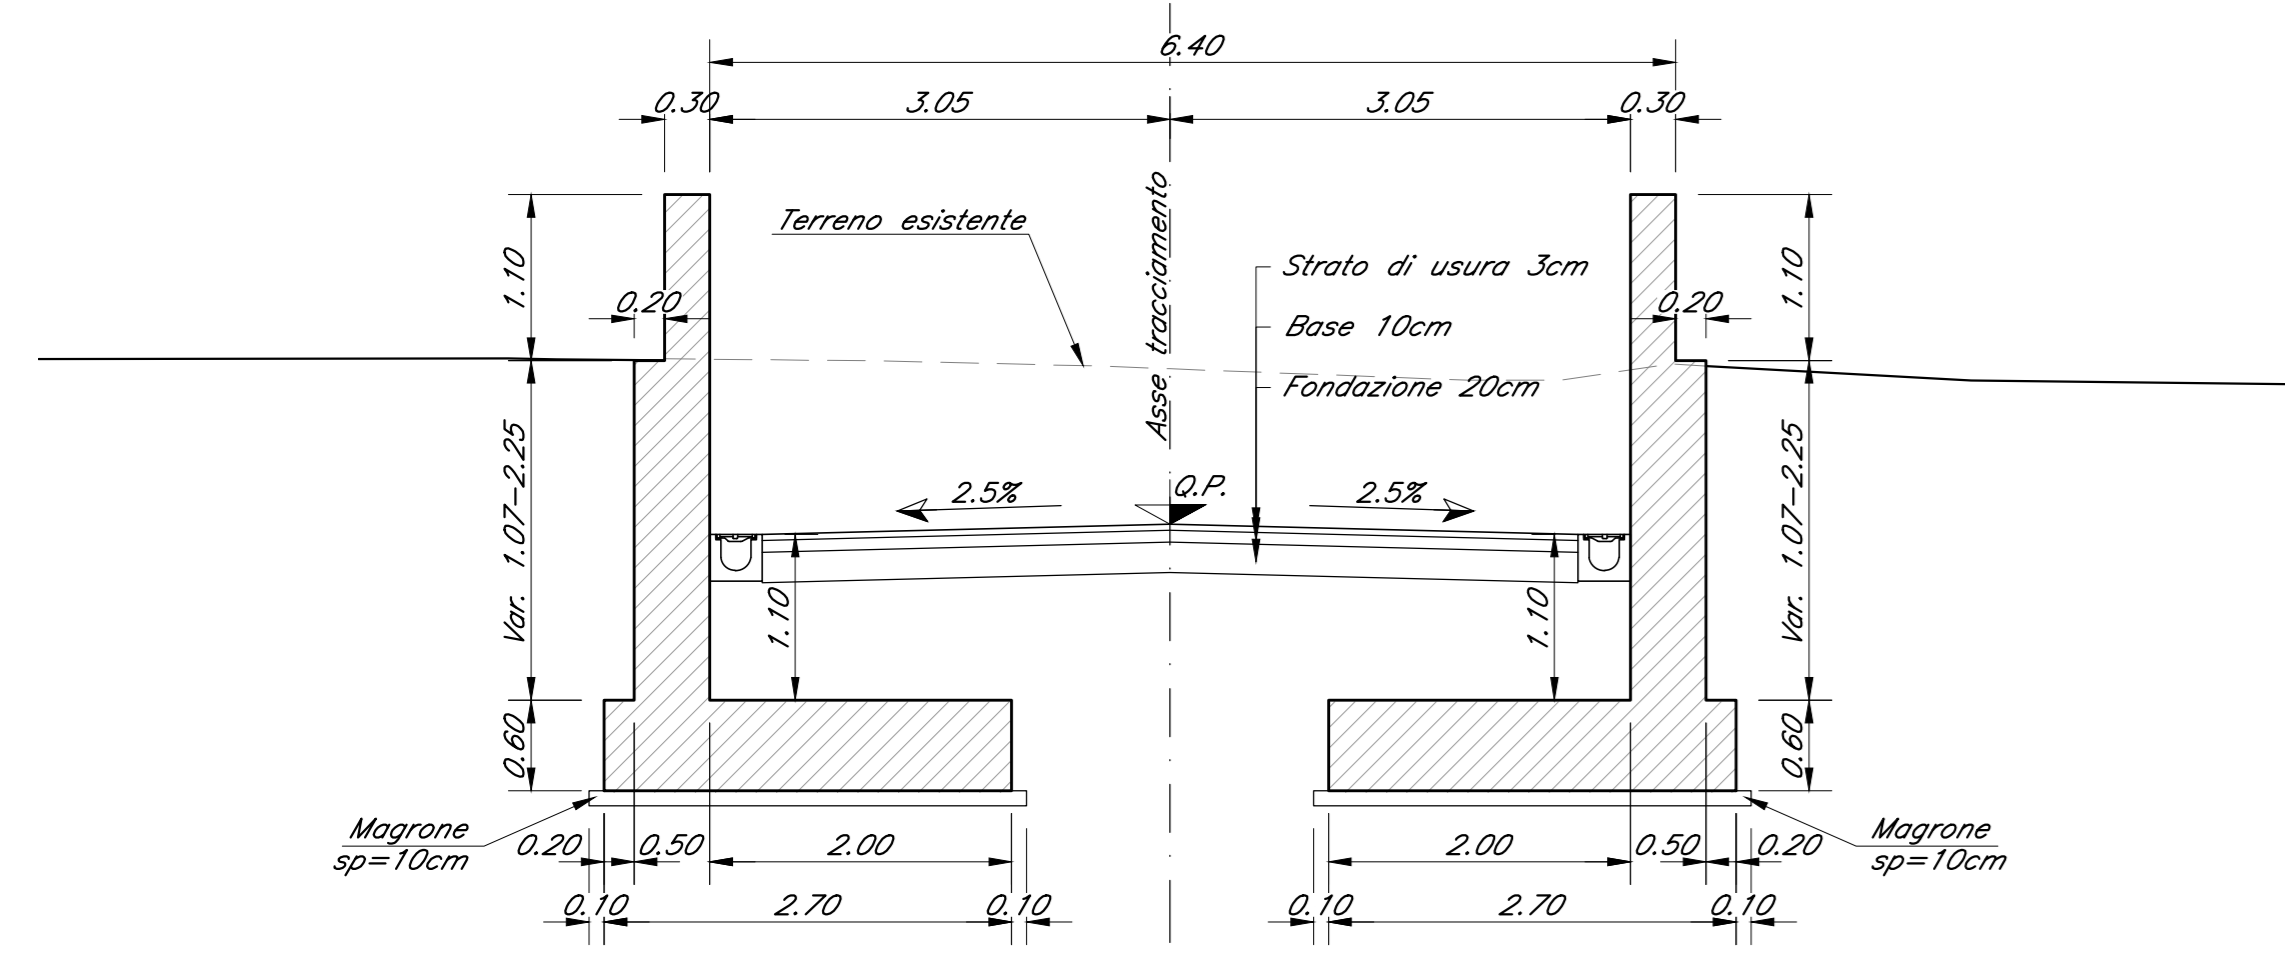 6.40
0.30 3.05 3.05 0.30
Terreno esistente
Asse tracciamento
Strato di usura 3cm
Base 10cm
Fondazione 20cm
1.10
0.20
0.20
1.10
Var. 1.07-2.25
2.5%
Q.P.
2.5%
Var. 1.07-2.25
1.10
1.10
0.60
0.60
Magrone
sp=10cm
0.20 0.50 2.00
2.00 0.50 0.20
Magrone
sp=10cm
0.10 2.70 0.10
0.10 2.70 0.10